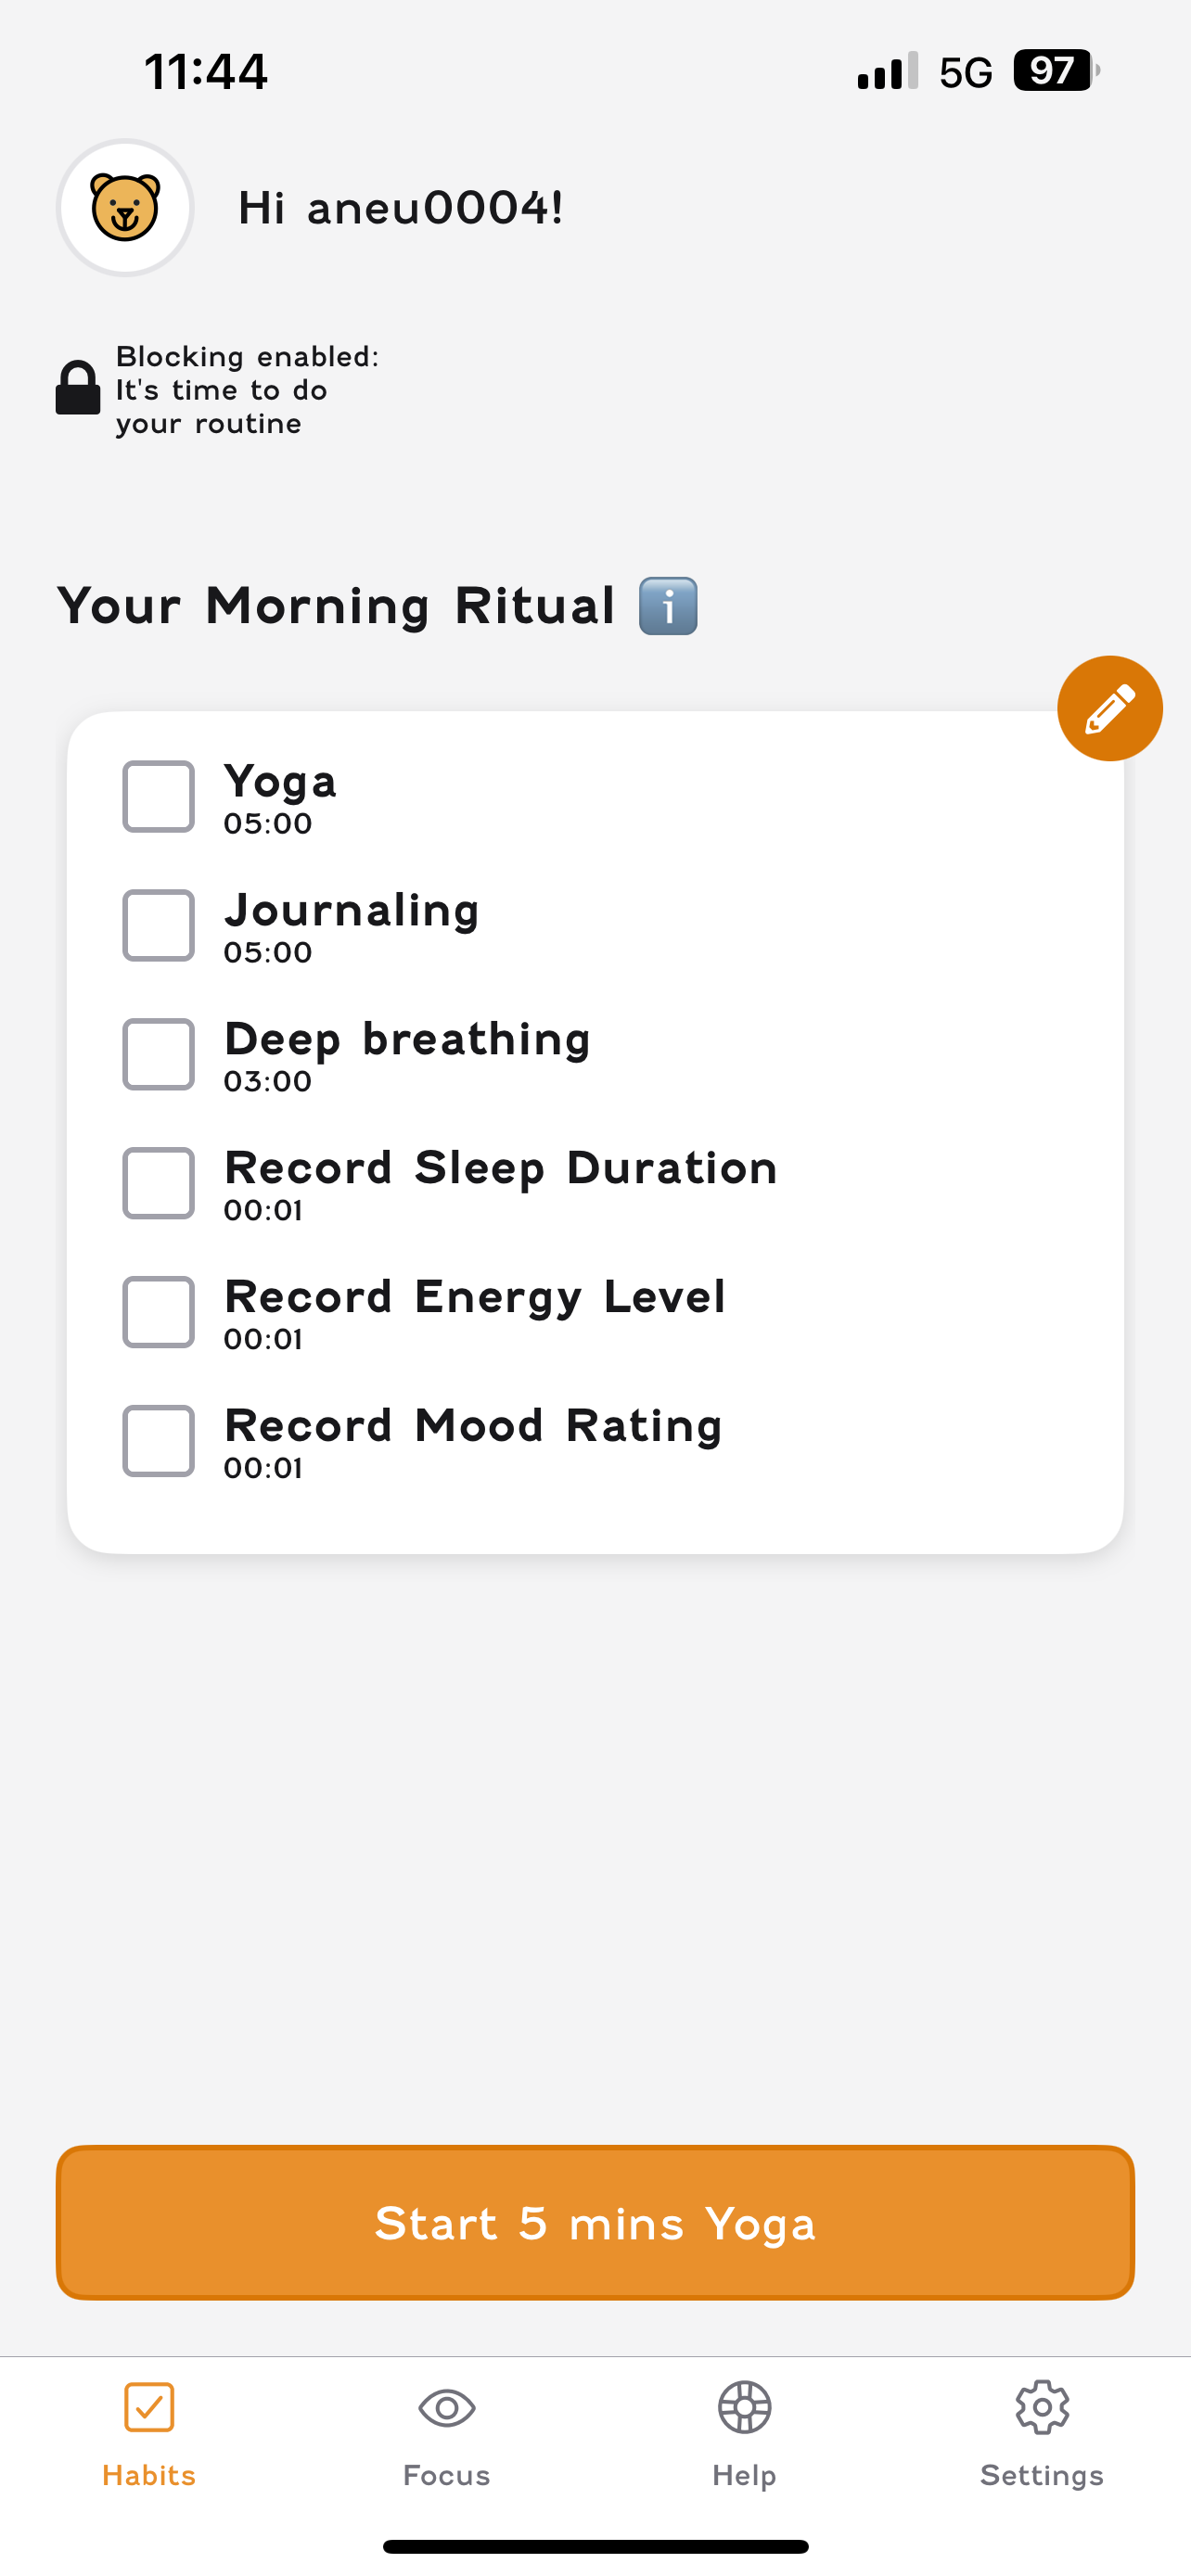 11:44
5G
97
Hi aneu0004!
Blocking enabled:
It's time to do
your routine
Your Morning Ritual ℹ️
Yoga
05:00
Journaling
05:00
Deep breathing
03:00
Record Sleep Duration
00:01
Record Energy Level
00:01
Record Mood Rating
00:01
Start 5 mins Yoga
Habits
Focus
Help
Settings